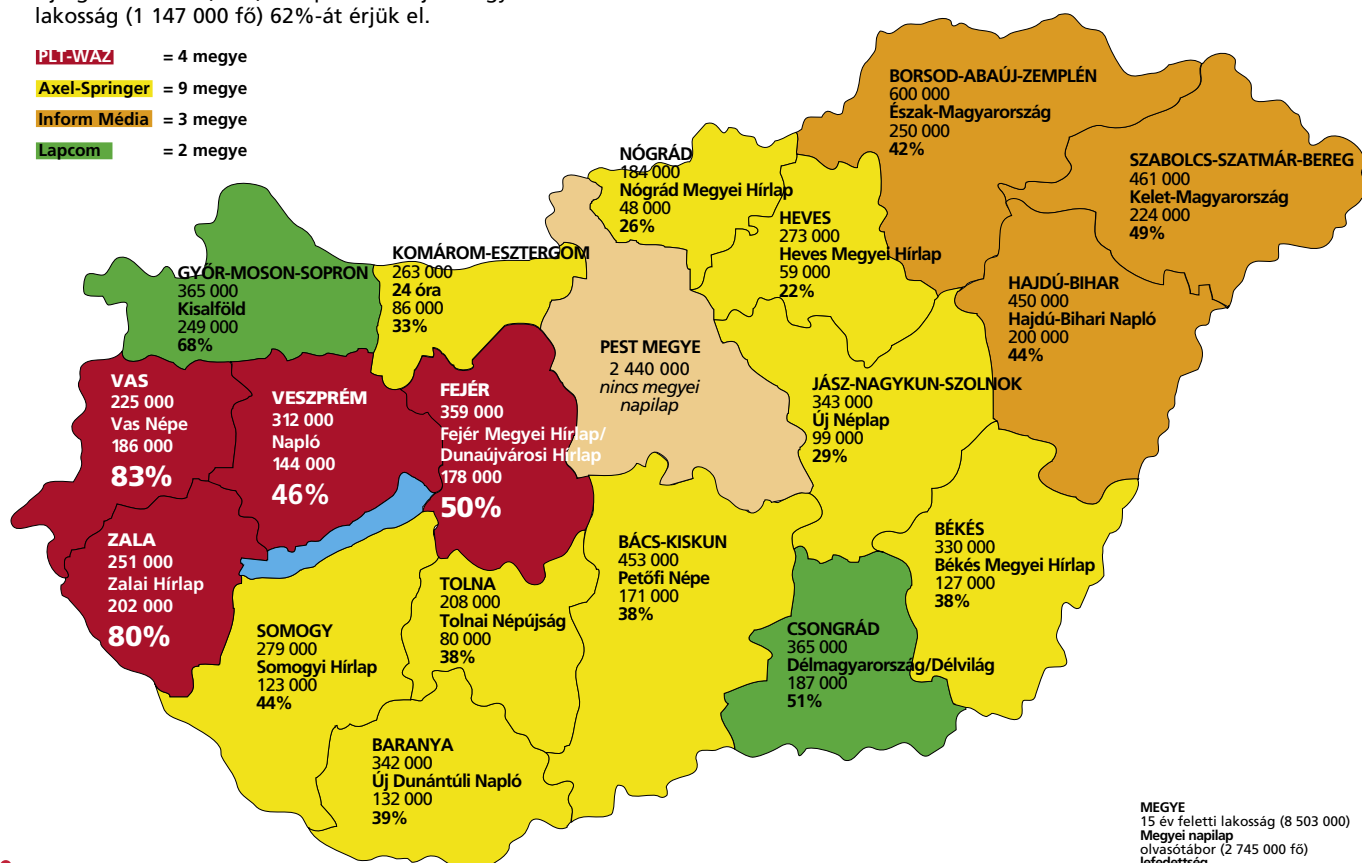 lakosság (1 147 000 fő) 62%-át érjük el.
PLT-WAZ = 4 megye
Axel-Springer = 9 megye
Inform Média = 3 megye
Lapcom = 2 megye
BORSOD-ABAÚJ-ZEMPLÉN
600 000
Észak-Magyarország
250 000
42%
SZABOLCS-SZATMÁR-BEREG
461 000
Kelet-Magyarország
224 000
49%
NÓGRÁD
184 000
Nógrád Megyei Hírlap
48 000
26%
HEVES
273 000
Heves Megyei Hírlap
59 000
22%
KOMÁROM-ESZTERGOM
263 000
24 óra
86 000
33%
GYŐR-MOSON-SOPRON
365 000
Kisalföld
249 000
68%
HAJDÚ-BIHAR
450 000
Hajdú-Bihari Napló
200 000
44%
PEST MEGYE
2 440 000
nincs megyei
napilap
VAS
225 000
Vas Népe
186 000
83%
VESZPRÉM
312 000
Napló
144 000
46%
FEJÉR
359 000
Fejér Megyei Hírlap/
Dunaújvárosi Hírlap
178 000
50%
JÁSZ-NAGYKUN-SZOLNOK
343 000
Új Néplap
99 000
29%
ZALA
251 000
Zalai Hírlap
202 000
80%
BÁCS-KISKUN
453 000
Petőfi Népe
171 000
38%
BÉKÉS
330 000
Békés Megyei Hírlap
127 000
38%
TOLNA
208 000
Tolnai Népújság
80 000
38%
SOMOGY
279 000
Somogyi Hírlap
123 000
44%
CSONGRÁD
365 000
Délmagyarország/Délvilág
187 000
51%
BARANYA
342 000
Új Dunántúli Napló
132 000
39%
MEGYE
15 év feletti lakosság (8 503 000)
Megyei napilap
olvasótábor (2 745 000 fő)
lefedettség